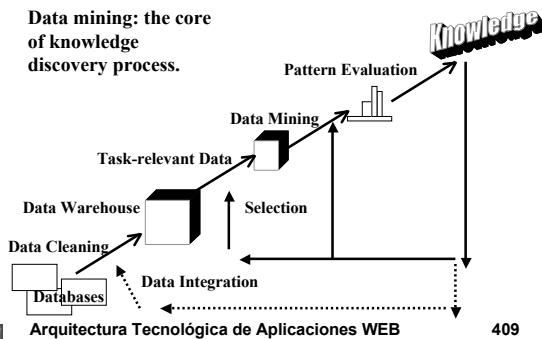 Data mining: the core
of knowledge
discovery process.
Knowledge
Pattern Evaluation
Data Mining
Task-relevant Data
Data Warehouse
Selection
Data Cleaning
Data Integration
Databases
Arquitectura Tecnológica de Aplicaciones WEB 409